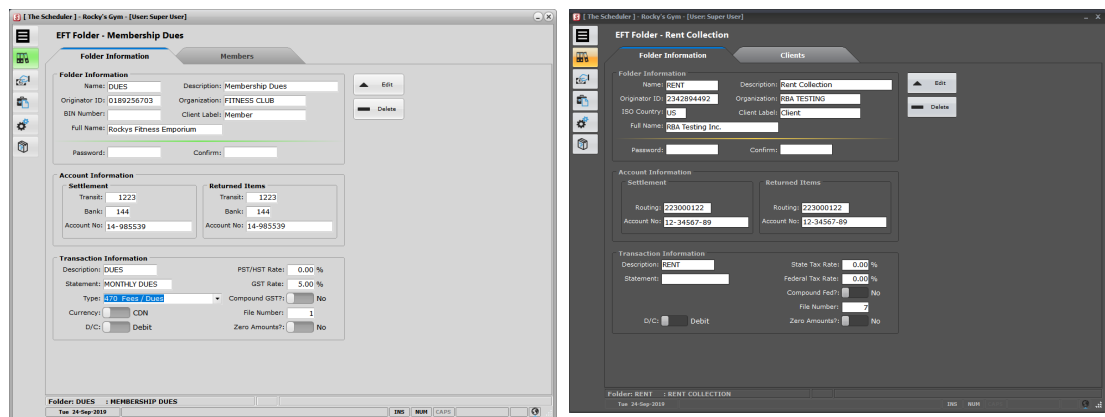 [ The Scheduler ] - Rocky's Gym - [User: Super User]
EFT Folder - Membership Dues
Folder Information
Members
Folder Information
Name: DUES
Description: Membership Dues
Originator ID: 0189256703
Organization: FITNESS CLUB
BIN Number:
Client Label: Member
Full Name: Rockys Fitness Emporium
Password:
Confirm:
Edit
Delete
Account Information
Settlement
Transit: 1223
Bank: 144
Account No: 14-985539
Returned Items
Transit: 1223
Bank: 144
Account No: 14-985539
Transaction Information
Description: DUES
PST/HST Rate: 0.00 %
Statement: MONTHLY DUES
GST Rate: 5.00 %
Type: 470 Fees / Dues
Compound GST?: No
Currency: CDN
File Number: 1
D/C: Debit
Zero Amounts?: No
Folder: DUES : MEMBERSHIP DUES
Tue 24-Sep-2019
INS NUM CAPS
[ The Scheduler ] - Rocky's Gym - [User: Super User]
EFT Folder - Rent Collection
Folder Information
Clients
Folder Information
Name: RENT
Description: Rent Collection
Originator ID: 2342894492
Organization: RBA TESTING
ISO Country: US
Client Label: Client
Full Name: RBA Testing Inc.
Password:
Confirm:
Edit
Delete
Account Information
Settlement
Routing: 223000122
Account No: 12-34567-89
Returned Items
Routing: 223000122
Account No: 12-34567-89
Transaction Information
Description: RENT
State Tax Rate: 0.00 %
Statement:
Federal Tax Rate: 0.00 %
Compound Fed?: No
File Number: 7
D/C: Debit
Zero Amounts?: No
Folder: RENT : RENT COLLECTION
Tue 24-Sep-2019
INS NUM